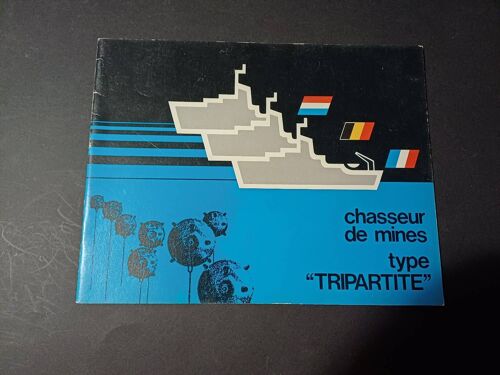 chasseur
de mines
type
“TRIPARTITE”